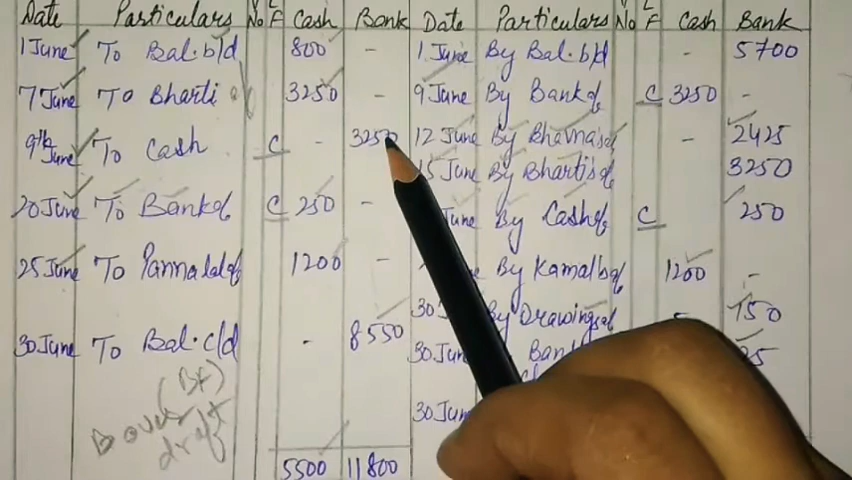 Date Particulars V No L F Cash Bank Date Particulars V No L F Cash Bank
1 June To Bal. b/d 800 - 1 June By Bal. b/d - 5700
7 June To Bharti 3250 - 9 June By Bank C 3250 -
9th June To Cash C - 3250 12 June By Bhavnas - 2425
15 June By Bharti's 3250
20 June To Bank C 250 - June By Cash C 250
25 June To Pannalal 1200 - By Kamal 1200 -
30 June To Bal. c/d - 8550 30 By Drawings 150
(BF) 30 June Bank 25
over draft 30 June
5500 11800